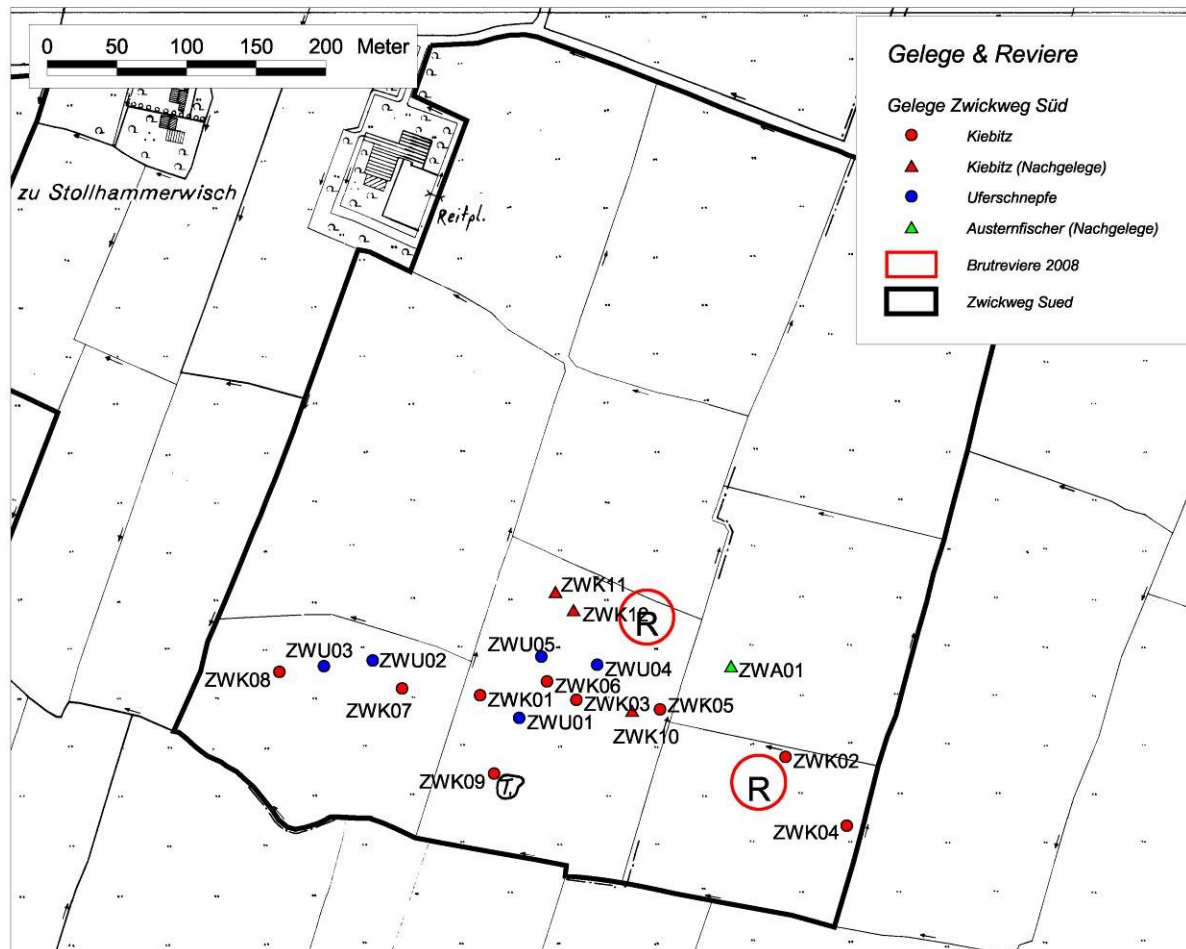 0 50 100 150 200 Meter
Gelege & Reviere
Gelege Zwickweg Süd
Kiebitz
Kiebitz (Nachgelege)
Uferschnepfe
Austernfischer (Nachgelege)
Brutreviere 2008
Zwickweg Sued
zu Stollhammerwisch
Reitpl.
ZWK11
ZWK12
R
ZWU05
ZWU03
ZWU02
ZWU04
ZWA01
ZWK08
ZWK07
ZWK06
ZWK01
ZWK03
ZWK05
ZWU01
ZWK10
ZWK02
ZWK09
T.
R
ZWK04